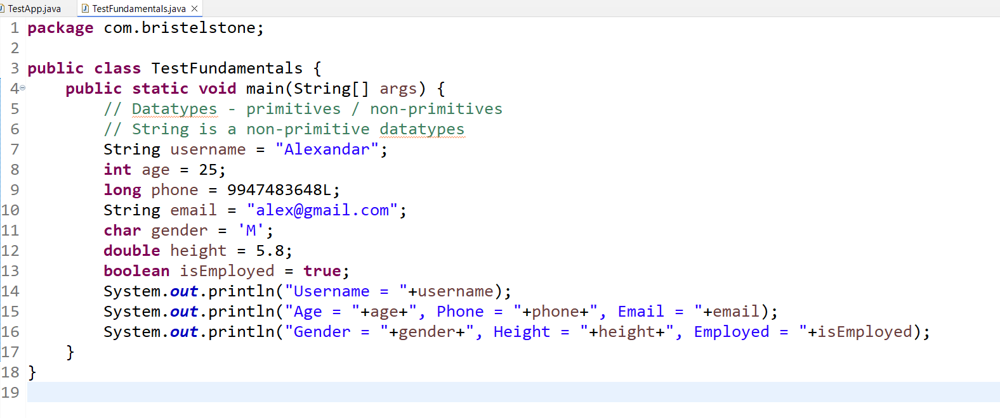 TestApp.java TestFundamentals.java
1 package com.bristelstone;
2
3 public class TestFundamentals {
4 public static void main(String[] args) {
5 // Datatypes - primitives / non-primitives
6 // String is a non-primitive datatypes
7 String username = "Alexandar";
8 int age = 25;
9 long phone = 9947483648L;
10 String email = "alex@gmail.com";
11 char gender = 'M';
12 double height = 5.8;
13 boolean isEmployed = true;
14 System.out.println("Username = "+username);
15 System.out.println("Age = "+age+", Phone = "+phone+", Email = "+email);
16 System.out.println("Gender = "+gender+", Height = "+height+", Employed = "+isEmployed);
17 }
18 }
19